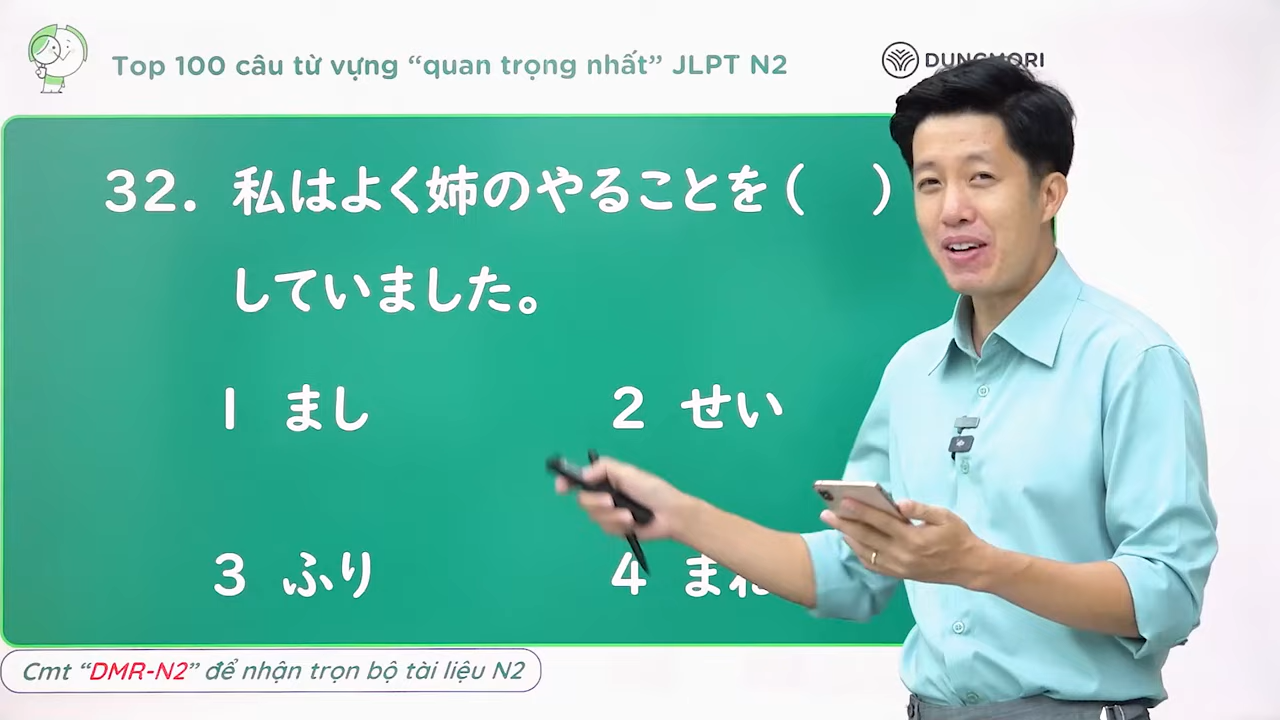 Top 100 câu từ vựng “quan trọng nhất” JLPT N2
32. 私はよく姉のやることを(　)
していました。
1 まし
2 せい
3 ふり
4
Cmt “DMR-N2” để nhận trọn bộ tài liệu N2